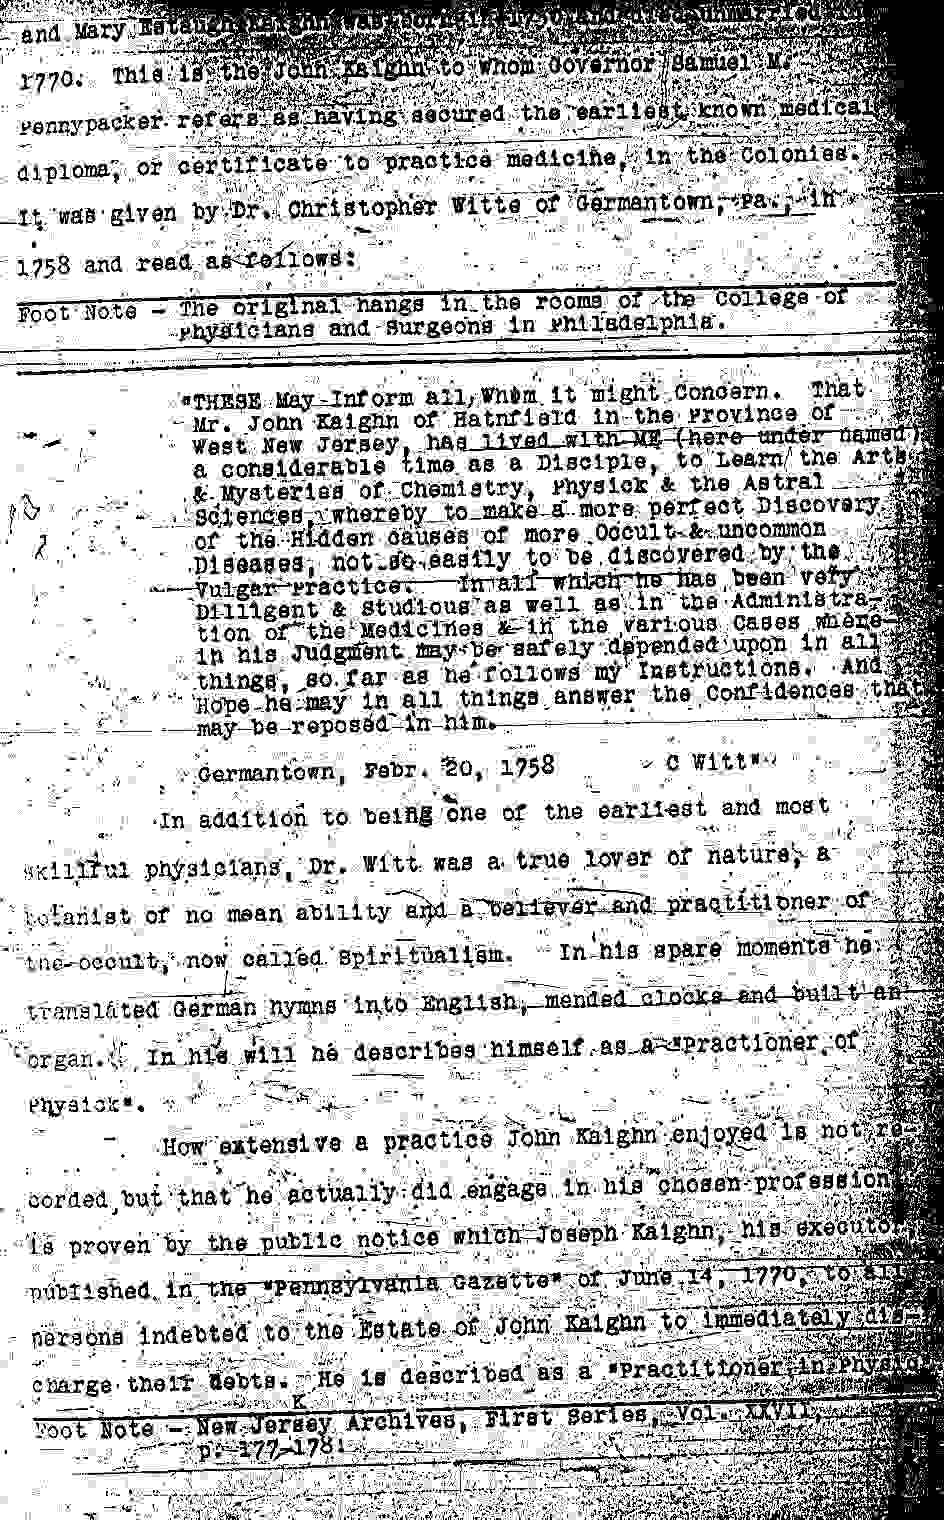 and Mary Estaugh Kaighn was born in 1730 and died unmarried in
1770. This is the John Kaighn to whom Governor Samuel M.
Pennypacker refers as having secured the earliest known medical
diploma, or certificate to practice medicine, in the Colonies.
It was given by Dr. Christopher Witte of Germantown, Pa., in
1758 and read as follows:
Foot Note - The original hangs in the rooms of the College of
Physicians and Surgeons in Philadelphia.
"THESE May Inform all, Whom it might Concern. That
Mr. John Kaighn of Hatnfield in the Province of
West New Jersey, has lived with ME (here under named)
a considerable time as a Disciple, to Learn the Arts
& Mysteries of Chemistry, Physick & the Astral
Sciences, whereby to make a more perfect Discovery
of the Hidden causes of more Occult & uncommon
Diseases, not so easily to be discovered by the
Vulgar Practice. In all which he has been very
Dilligent & Studious as well as in the Administra-
tion of the Medicines & in the various Cases where-
in his Judgment may be safely depended upon in all
things, so far as he follows my Instructions. And
Hope he may in all things answer the Confidences that
may be reposed in him.
Germantown, Febr. 20, 1758 C Witt"
In addition to being one of the earliest and most
skillful physicians, Dr. Witt was a true lover of nature, a
botanist of no mean ability and a believer and practitioner of
the occult, now called Spiritualism. In his spare moments he
translated German hymns into English, mended clocks and built an
organ. In his will he describes himself as a "Practioner of
Physick".
How extensive a practice John Kaighn enjoyed is not re-
corded but that he actually did engage in his chosen profession
is proven by the public notice which Joseph Kaighn, his executor
published in the "Pennsylvania Gazette" of June 14, 1770, to all
persons indebted to the Estate of John Kaighn to immediately dis-
charge their debts. He is described as a "Practitioner in Physic
K
Foot Note - New Jersey Archives, First Series, Vol. XXVII,
p. 177-178.